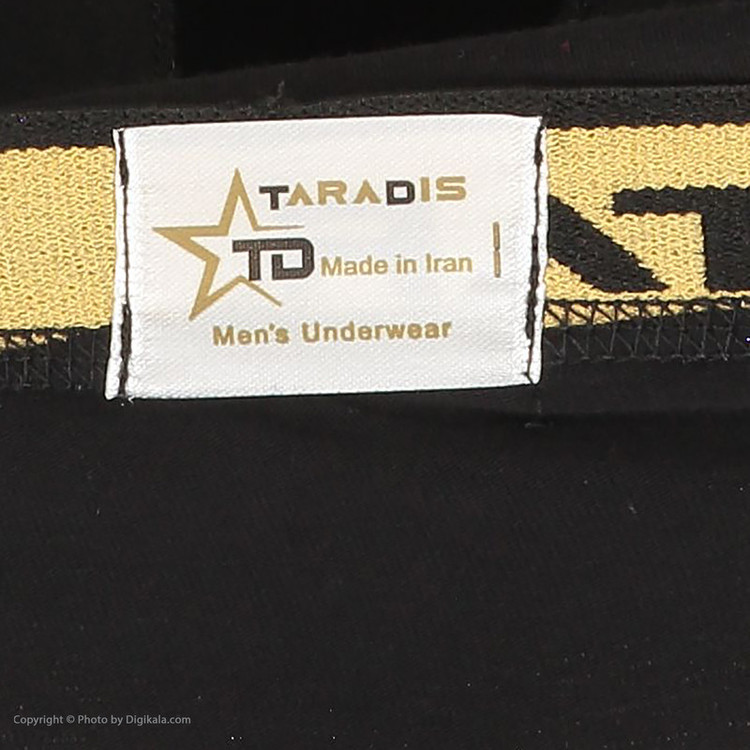 TARADIS
TD Made in Iran
Men's Underwear
Copyright © Photo by Digikala.com